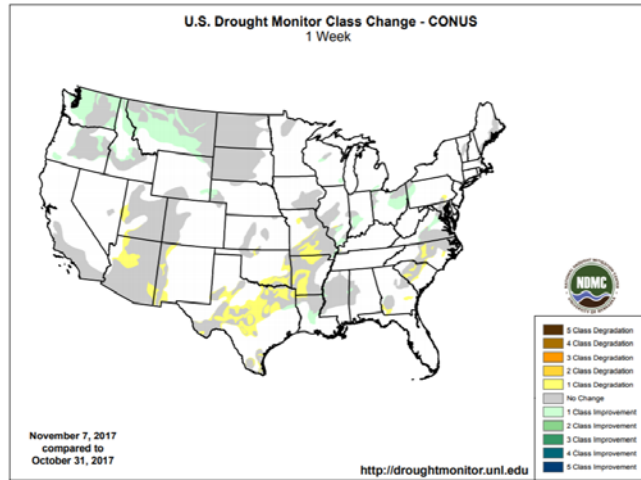 U.S. Drought Monitor Class Change - CONUS
1 Week
NDMC
5 Class Degradation
4 Class Degradation
3 Class Degradation
2 Class Degradation
1 Class Degradation
No Change
1 Class Improvement
2 Class Improvement
3 Class Improvement
4 Class Improvement
5 Class Improvement
November 7, 2017
compared to
October 31, 2017
http://droughtmonitor.unl.edu